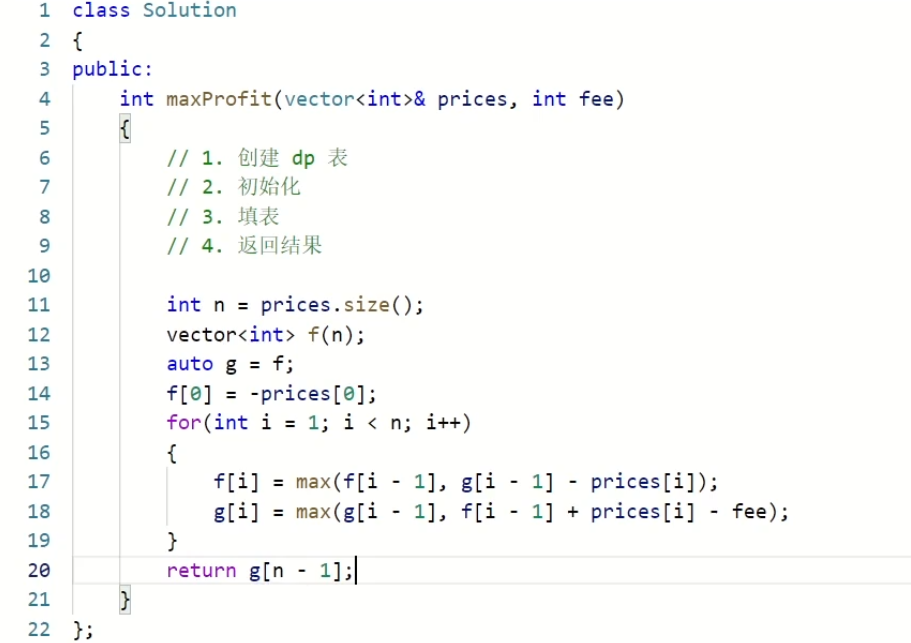 1 class Solution
2 {
3 public:
4     int maxProfit(vector<int>& prices, int fee)
5     {
6         // 1. 创建 dp 表
7         // 2. 初始化
8         // 3. 填表
9         // 4. 返回结果
10
11         int n = prices.size();
12         vector<int> f(n);
13         auto g = f;
14         f[0] = -prices[0];
15         for(int i = 1; i < n; i++)
16         {
17             f[i] = max(f[i - 1], g[i - 1] - prices[i]);
18             g[i] = max(g[i - 1], f[i - 1] + prices[i] - fee);
19         }
20         return g[n - 1];
21     }
22 };